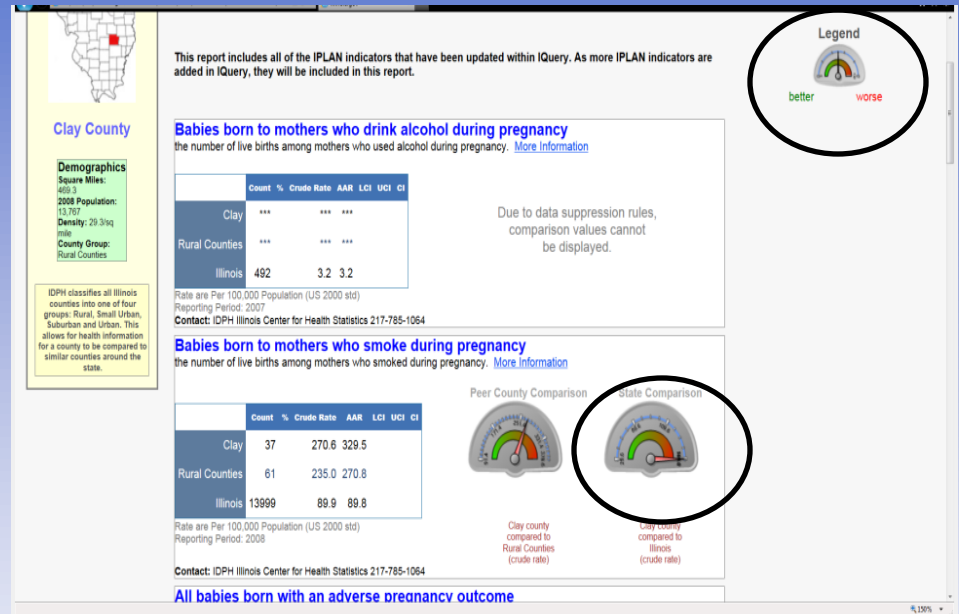 Legend
better worse
This report includes all of the IPLAN indicators that have been updated within IQuery. As more IPLAN indicators are
added in IQuery, they will be included in this report.
Clay County
Demographics
Square Miles:
469.3
2008 Population:
13,767
Density: 29.3/sq
mile
County Group:
Rural Counties
IDPH classifies all Illinois
counties into one of four
groups: Rural, Small Urban,
Suburban and Urban. This
allows for health information
for a county to be compared to
similar counties around the
state.
Babies born to mothers who drink alcohol during pregnancy
the number of live births among mothers who used alcohol during pregnancy. More Information
Count % Crude Rate AAR LCI UCI CI
Clay *** *** ***
Rural Counties *** *** ***
Illinois 492 3.2 3.2
Due to data suppression rules,
comparison values cannot
be displayed.
Rate are Per 100,000 Population (US 2000 std)
Reporting Period: 2007
Contact: IDPH Illinois Center for Health Statistics 217-785-1064
Babies born to mothers who smoke during pregnancy
the number of live births among mothers who smoked during pregnancy. More Information
Count % Crude Rate AAR LCI UCI CI
Clay 37 270.6 329.5
Rural Counties 61 235.0 270.8
Illinois 13999 89.9 89.8
Peer County Comparison
State Comparison
Clay county
compared to
Rural Counties
(crude rate)
Clay county
compared to
Illinois
(crude rate)
Rate are Per 100,000 Population (US 2000 std)
Reporting Period: 2008
Contact: IDPH Illinois Center for Health Statistics 217-785-1064
All babies born with an adverse pregnancy outcome
150%